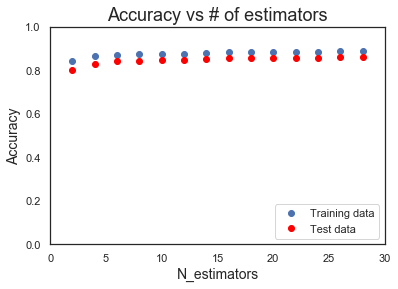 Accuracy vs # of estimators
1.0
0.8
0.6
0.4
0.2
0.0
Accuracy
0 5 10 15 20 25 30
N_estimators
Training data
Test data